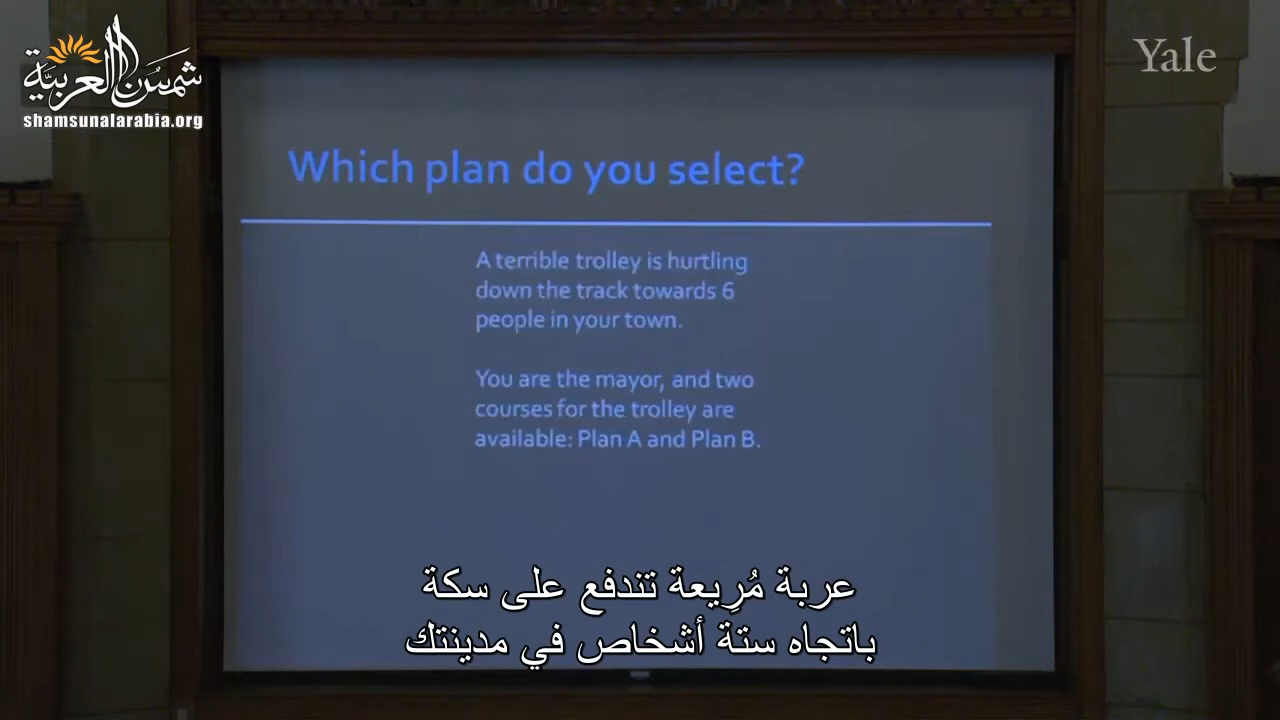 شمس العربية
shamsunalarabia.org
Yale
Which plan do you select?
A terrible trolley is hurtling
down the track towards 6
people in your town.
You are the mayor, and two
courses for the trolley are
available: Plan A and Plan B.
عربة مُرِيعة تندفع على سكة
باتجاه ستة أشخاص في مدينتك